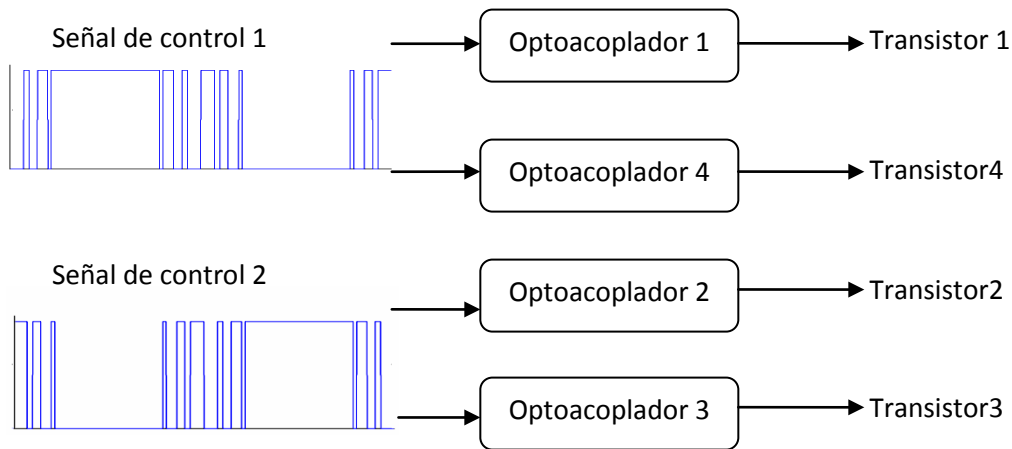 Señal de control 1
Optoacoplador 1
Transistor 1
Optoacoplador 4
Transistor4
Señal de control 2
Optoacoplador 2
Transistor2
Optoacoplador 3
Transistor3